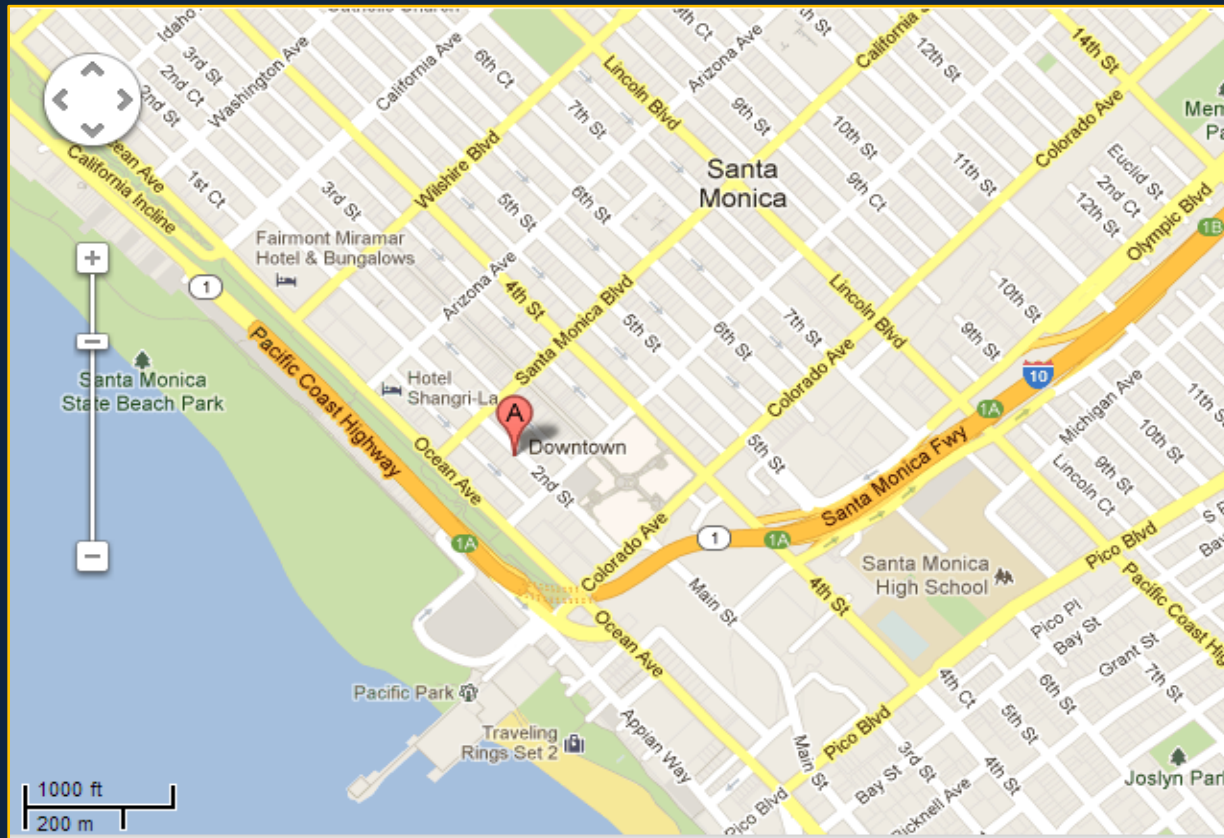 Catholic Church
Idaho Ave
3rd St
2nd Ct
2nd St
Washington Ave
California Ave
6th Ct
7th St
Lincoln Blvd
Arizona Ave
9th St
10th St
California Ave
12th St
11th St
14th St
Colorado Ave
Euclid St
2nd Ct
12th St
Olympic Blvd
1B
Ocean Ave
California Incline
1st Ct
3rd St
Wilshire Blvd
5th St
6th St
Santa
Monica
9th Ct
Fairmont Miramar
Hotel & Bungalows
1
Arizona Ave
4th St
Santa Monica Blvd
5th St
6th St
7th St
Lincoln Blvd
9th St
10th St
Pacific Coast Highway
Santa Monica
State Beach Park
Hotel
Shangri-La
A
Downtown
2nd St
Ocean Ave
Colorado Ave
5th St
10
1A
Michigan Ave
11th St
10th St
9th St
Lincoln Ct
Santa Monica Fwy
1A
Colorado Ave
1
1A
Santa Monica
High School
Pico Blvd
Main St
4th St
Ocean Ave
Pacific Coast
Pico Pl
Bay St
Grant St
7th St
6th St
5th St
4th Ct
Pacific Park
Traveling
Rings Set 2
Appian Way
Main St
Pico Blvd
3rd St
4th St
Bay St
Pico Blvd
Joslyn Park
1000 ft
200 m